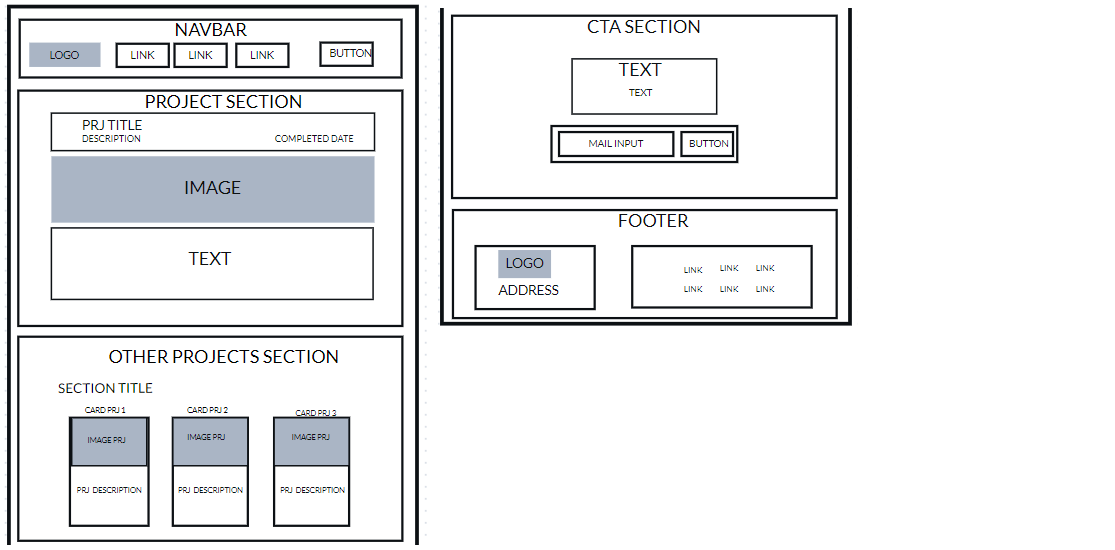 NAVBAR
LOGO LINK LINK LINK BUTTON
PROJECT SECTION
PRJ TITLE
DESCRIPTION COMPLETED DATE
IMAGE
TEXT
OTHER PROJECTS SECTION
SECTION TITLE
CARD PRJ 1 CARD PRJ 2 CARD PRJ 3
IMAGE PRJ IMAGE PRJ IMAGE PRJ
PRJ DESCRIPTION PRJ DESCRIPTION PRJ DESCRIPTION
CTA SECTION
TEXT
TEXT
MAIL INPUT BUTTON
FOOTER
LOGO
ADDRESS
LINK LINK LINK
LINK LINK LINK